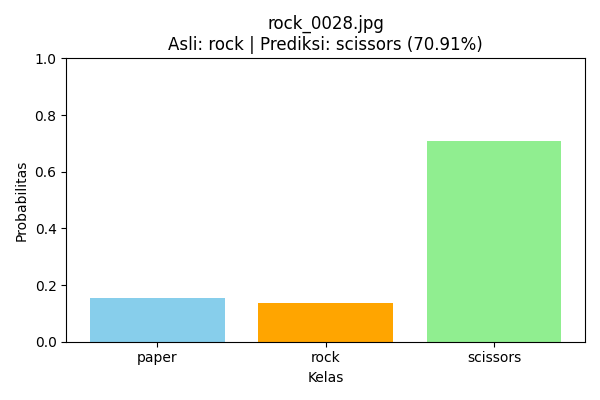 rock_0028.jpg
Asli: rock | Prediksi: scissors (70.91%)
1.0
0.8
0.6
0.4
0.2
0.0
Probabilitas
paper rock scissors
Kelas